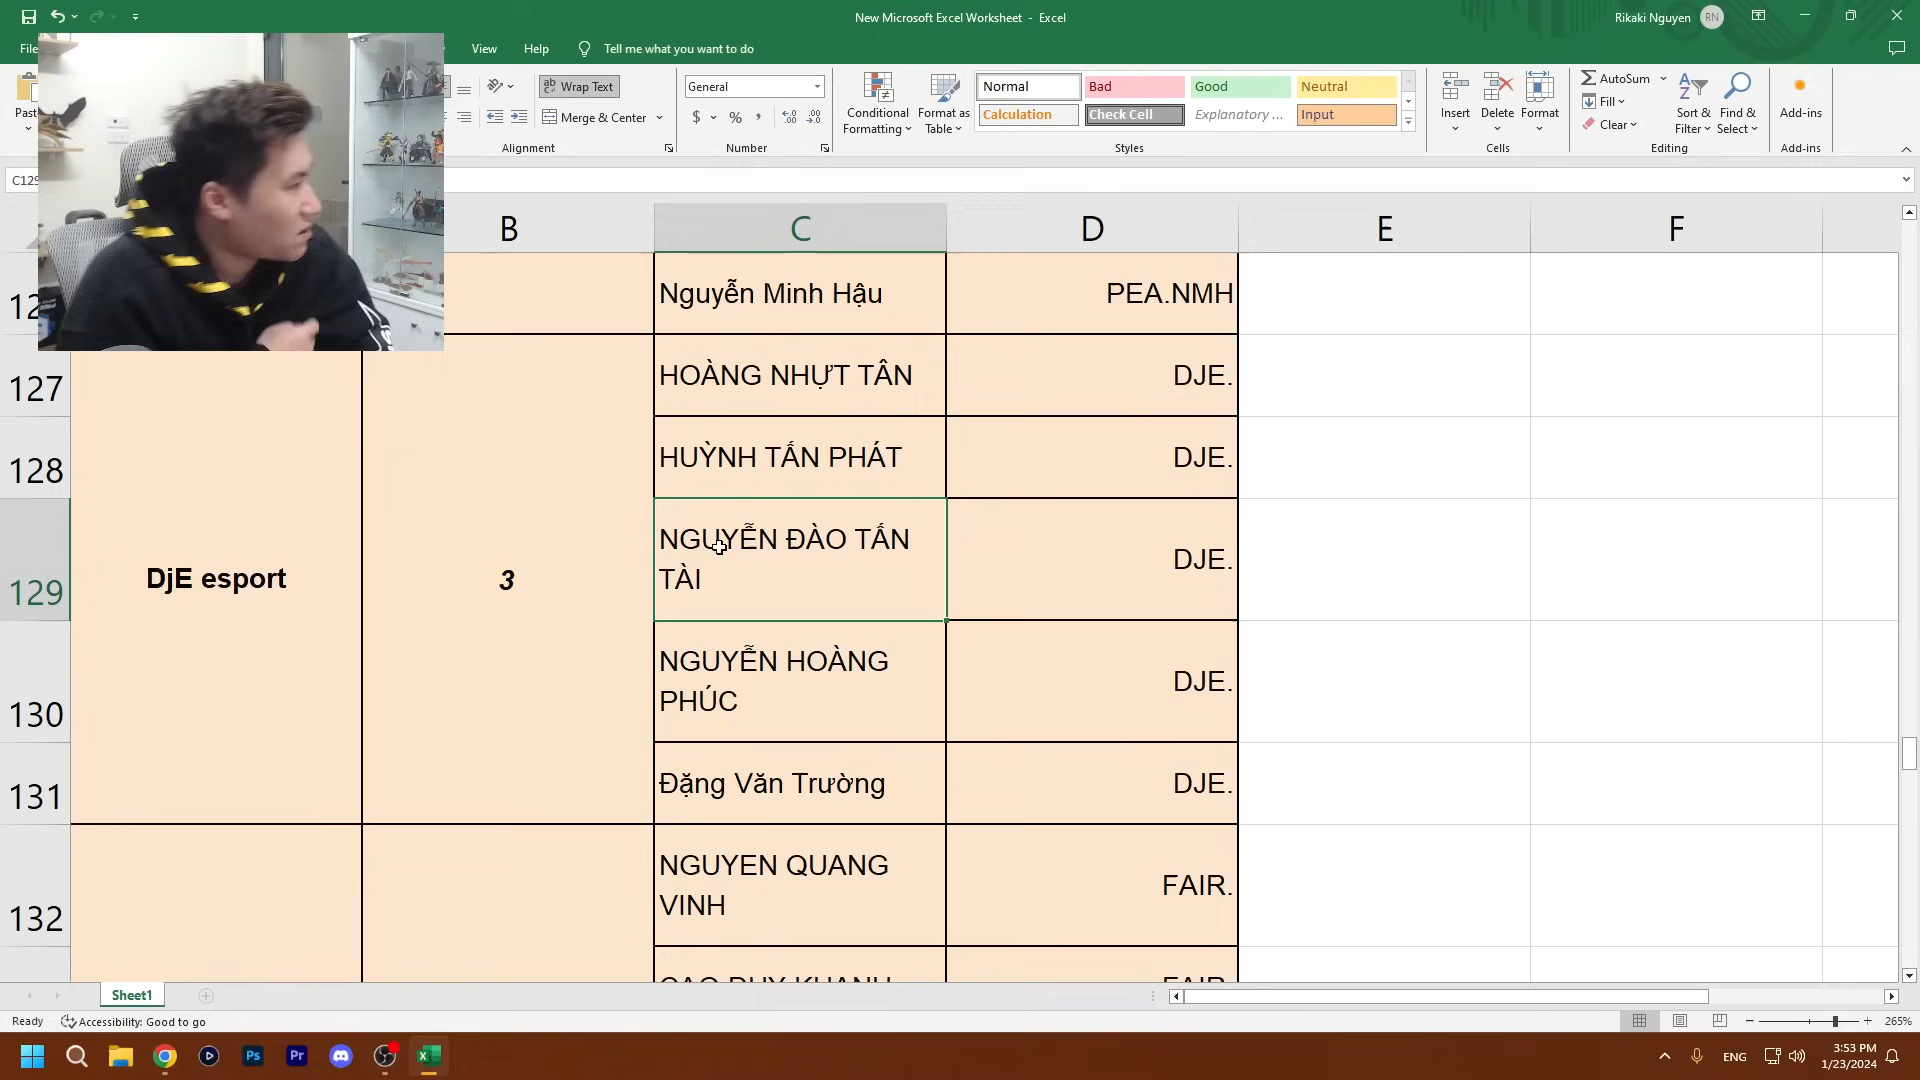 New Microsoft Excel Worksheet - Excel
Rikaki Nguyen
RN
View
Help
Tell me what you want to do
Wrap Text
Merge & Center
Alignment
General
Number
Conditional Formatting
Format as Table
Normal
Bad
Good
Neutral
Calculation
Check Cell
Explanatory ...
Input
Styles
Insert
Delete
Format
Cells
AutoSum
Fill
Clear
Sort & Filter
Find & Select
Editing
Add-ins
Add-ins
B
C
D
E
F
Nguyễn Minh Hậu
PEA.NMH
127
HOÀNG NHỰT TÂN
DJE.
128
HUỲNH TẤN PHÁT
DJE.
129
DjE esport
3
NGUYỄN ĐÀO TẤN
TÀI
DJE.
130
NGUYỄN HOÀNG
PHÚC
DJE.
131
Đặng Văn Trường
DJE.
132
NGUYEN QUANG
VINH
FAIR.
Sheet1
Ready
Accessibility: Good to go
265%
Ps
Pr
ENG
3:53 PM
1/23/2024